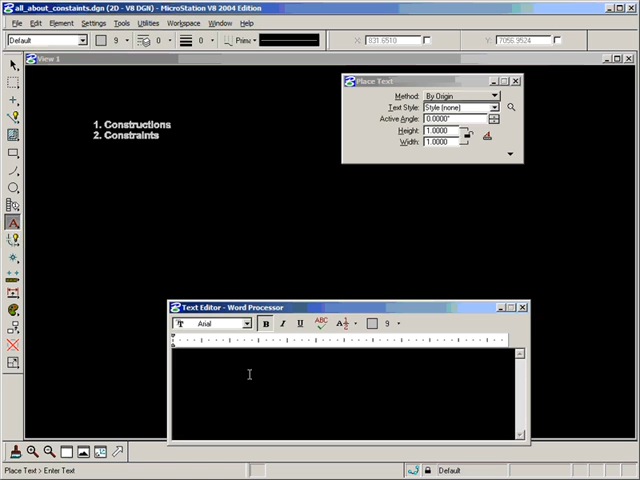 all_about_constaints.dgn (2D - V8 DGN) - MicroStation V8 2004 Edition
File Edit Element Settings Tools Utilities Workspace Window Help
Default 9 0 0 Prima X: 831.6510 Y: 7056.9524
View 1
1. Constructions
2. Constraints
Place Text
Method: By Origin
Text Style: Style (none)
Active Angle: 0.0000°
Height: 1.0000
Width: 1.0000
Text Editor - Word Processor
Arial B I U ABC 9
Place Text > Enter Text Default